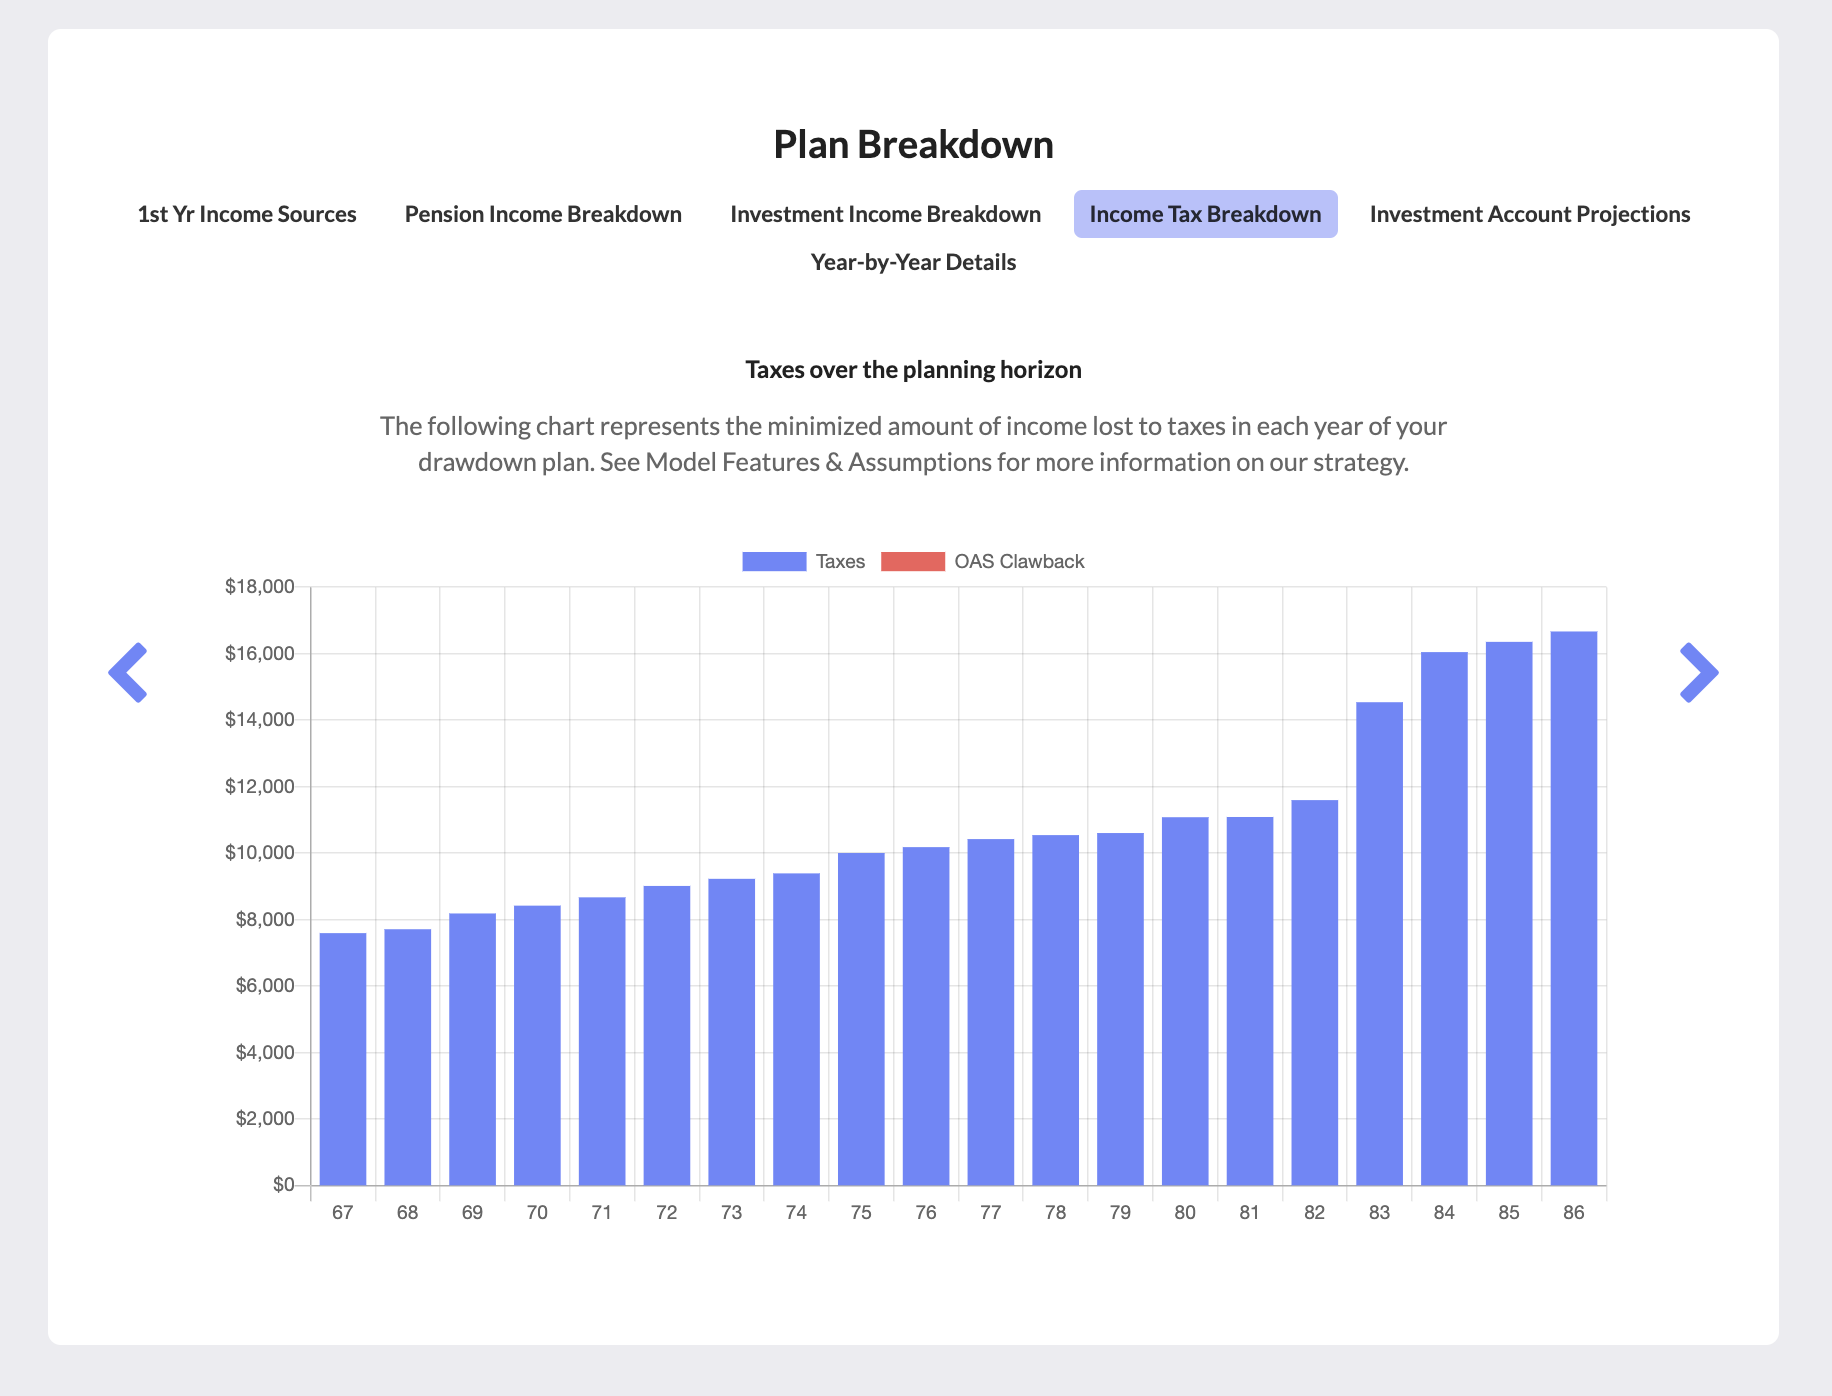 Plan Breakdown
1st Yr Income Sources
Pension Income Breakdown
Investment Income Breakdown
Income Tax Breakdown
Investment Account Projections
Year-by-Year Details
Taxes over the planning horizon
The following chart represents the minimized amount of income lost to taxes in each year of your
drawdown plan. See Model Features & Assumptions for more information on our strategy.
Taxes
OAS Clawback
$18,000
$16,000
$14,000
$12,000
$10,000
$8,000
$6,000
$4,000
$2,000
$0
67 68 69 70 71 72 73 74 75 76 77 78 79 80 81 82 83 84 85 86